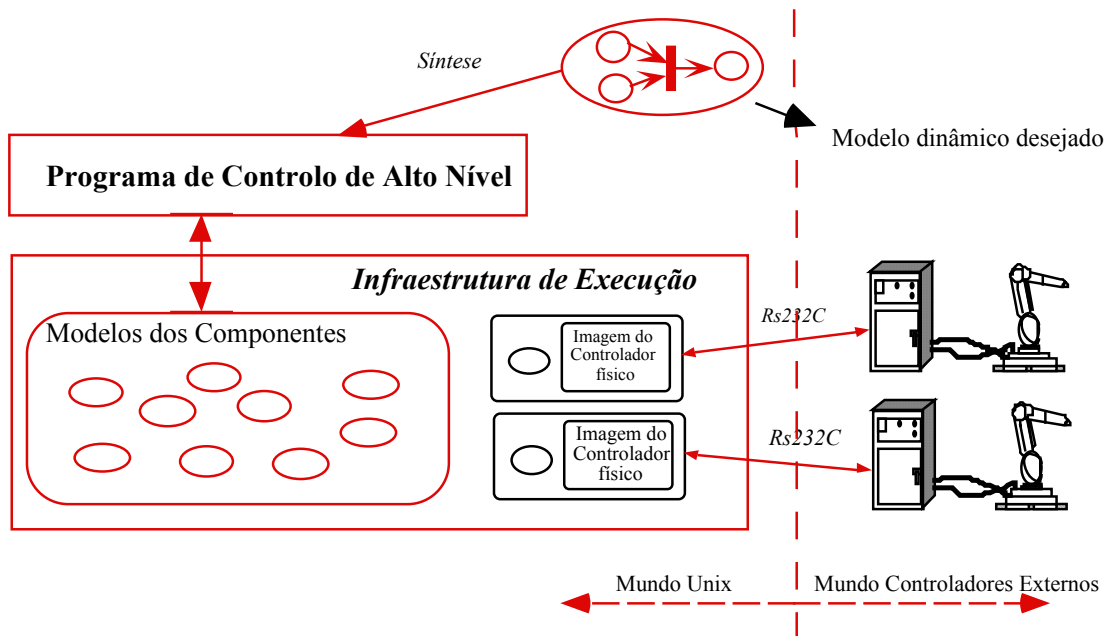 Síntese
Modelo dinâmico desejado
Programa de Controlo de Alto Nível
Infraestrutura de Execução
Modelos dos Componentes
Imagem do
Controlador
físico
Rs232C
Imagem do
Controlador
físico
Rs232C
Mundo Unix
Mundo Controladores Externos